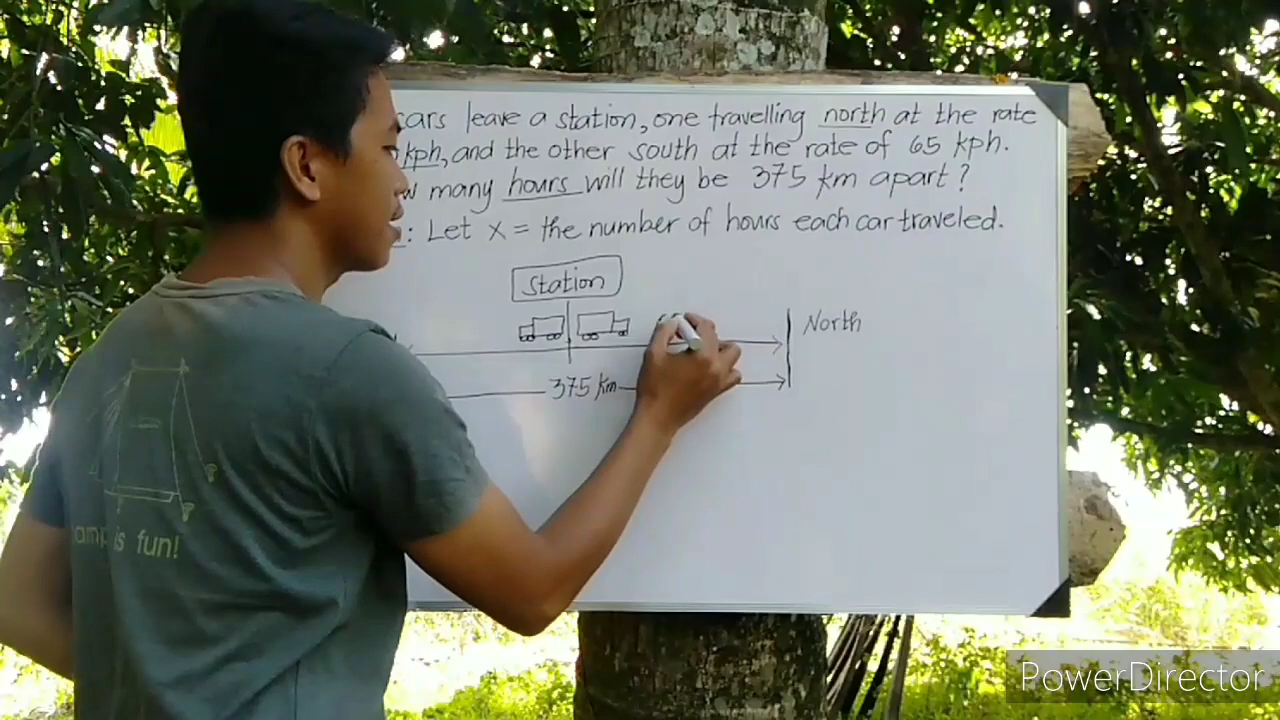 cars leave a station, one travelling north at the rate
kph, and the other south at the rate of 65 kph.
many hours will they be 375 km apart?
: Let x = the number of hours each car traveled.
Station
North
375 km
is fun!
PowerDirector